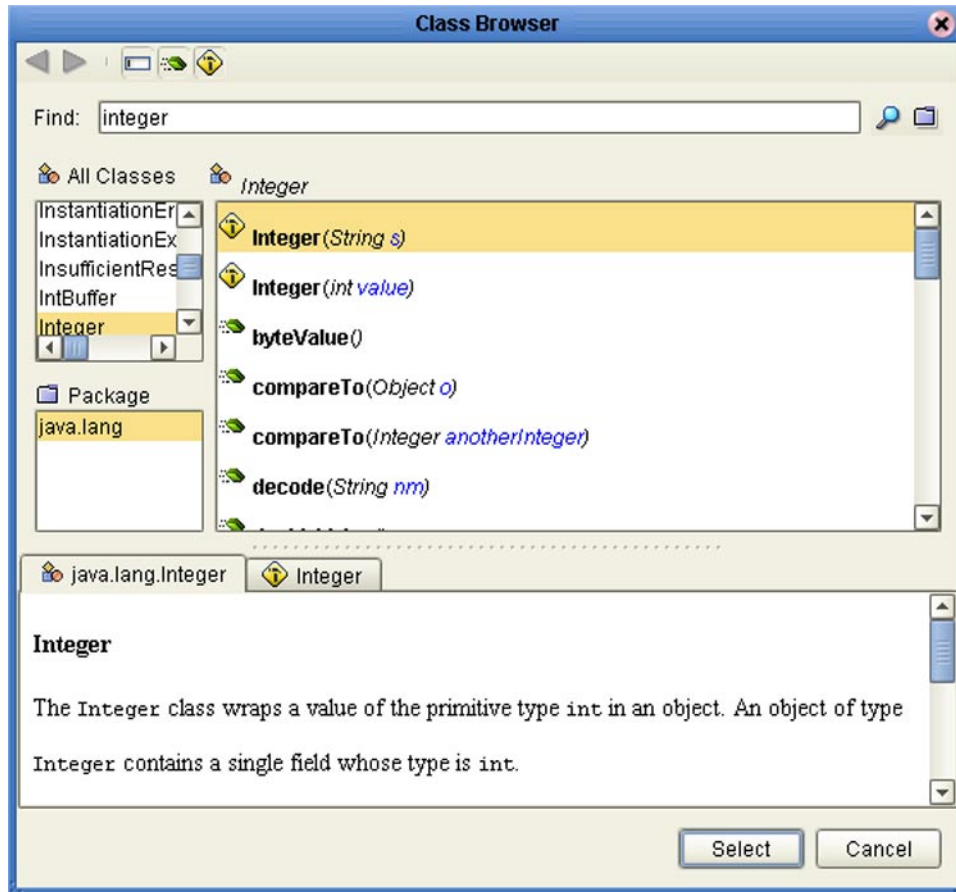 Class Browser
Find: integer
All Classes
InstantiationEr
InstantiationEx
InsufficientRes
IntBuffer
Integer
Package
java.lang
Integer
Integer(String s)
Integer(int value)
byteValue()
compareTo(Object o)
compareTo(Integer anotherInteger)
decode(String nm)
java.lang.Integer
Integer
Integer
The Integer class wraps a value of the primitive type int in an object. An object of type
Integer contains a single field whose type is int.
Select
Cancel